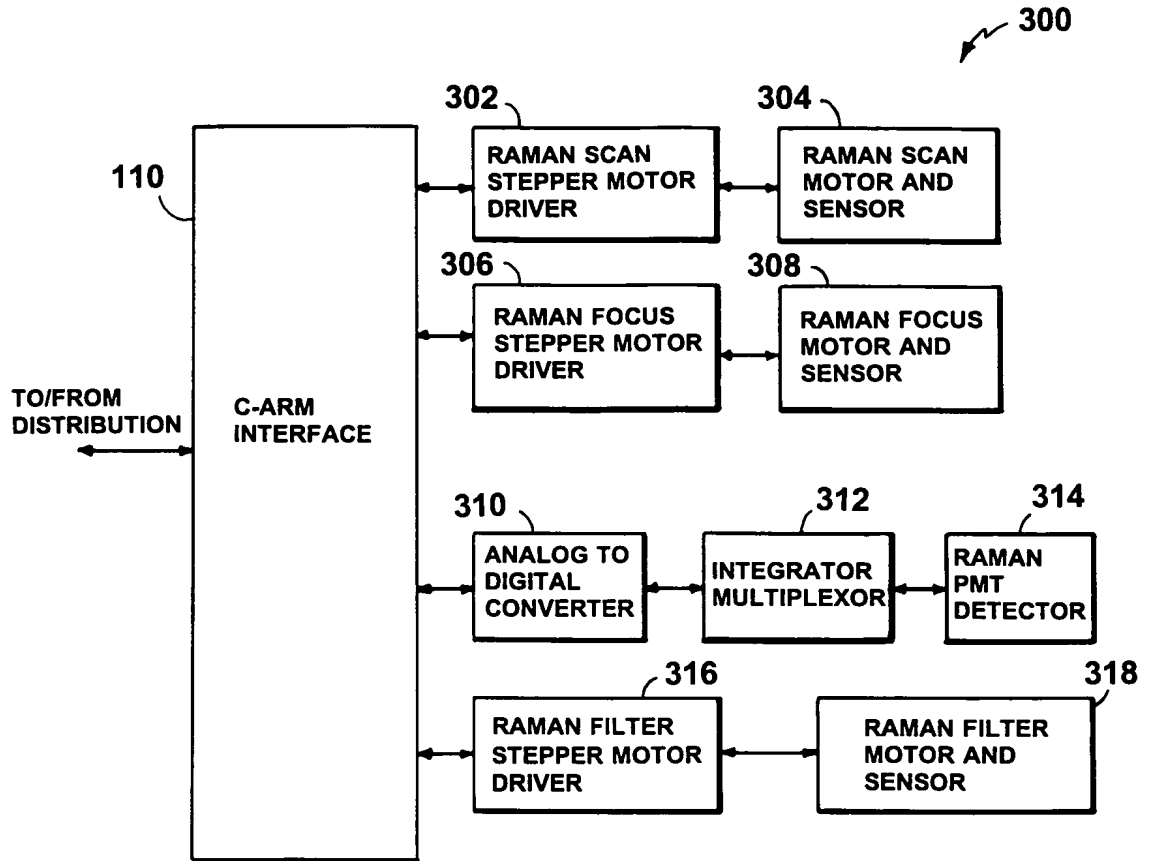 300
302
304
RAMAN SCAN
STEPPER MOTOR
DRIVER
RAMAN SCAN
MOTOR AND
SENSOR
110
306
308
RAMAN FOCUS
STEPPER MOTOR
DRIVER
RAMAN FOCUS
MOTOR AND
SENSOR
TO/FROM
DISTRIBUTION
C-ARM
INTERFACE
310
312
314
ANALOG TO
DIGITAL
CONVERTER
INTEGRATOR
MULTIPLEXOR
RAMAN
PMT
DETECTOR
316
318
RAMAN FILTER
STEPPER MOTOR
DRIVER
RAMAN FILTER
MOTOR AND
SENSOR